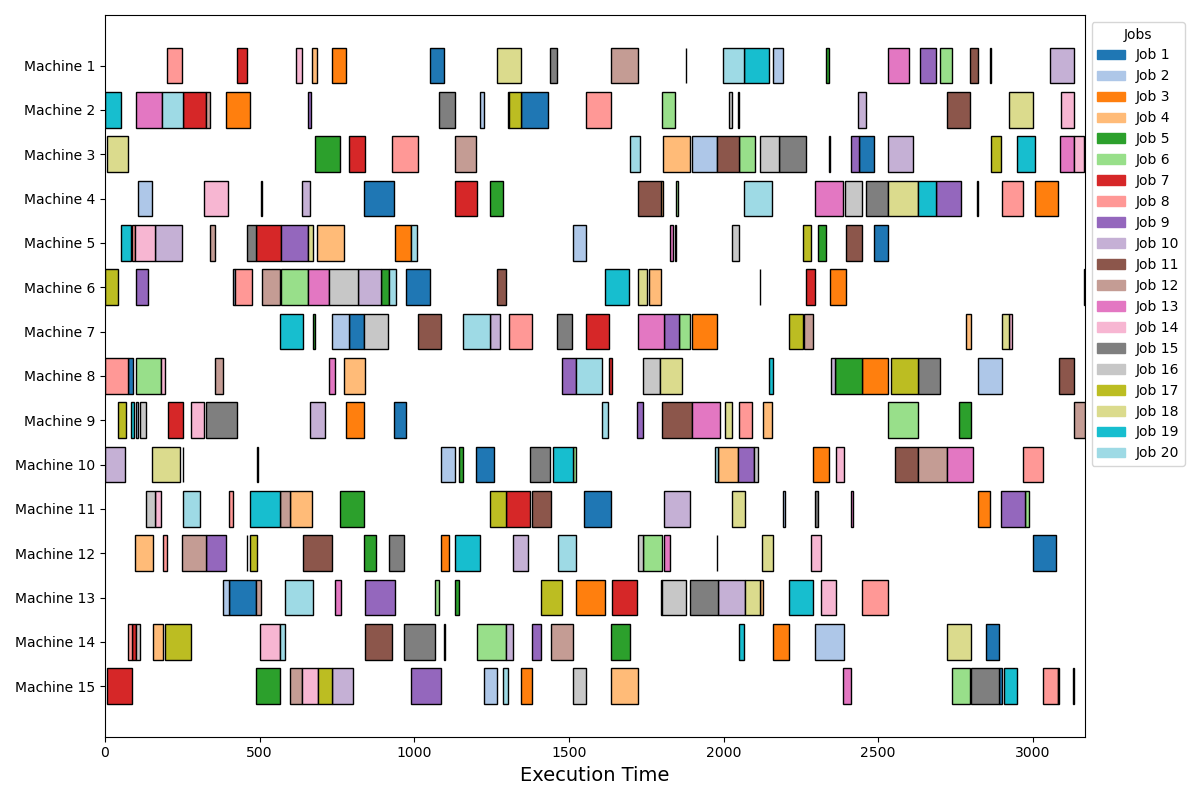 Machine 1
Machine 2
Machine 3
Machine 4
Machine 5
Machine 6
Machine 7
Machine 8
Machine 9
Machine 10
Machine 11
Machine 12
Machine 13
Machine 14
Machine 15
0 500 1000 1500 2000 2500 3000
Execution Time
Jobs
Job 1
Job 2
Job 3
Job 4
Job 5
Job 6
Job 7
Job 8
Job 9
Job 10
Job 11
Job 12
Job 13
Job 14
Job 15
Job 16
Job 17
Job 18
Job 19
Job 20